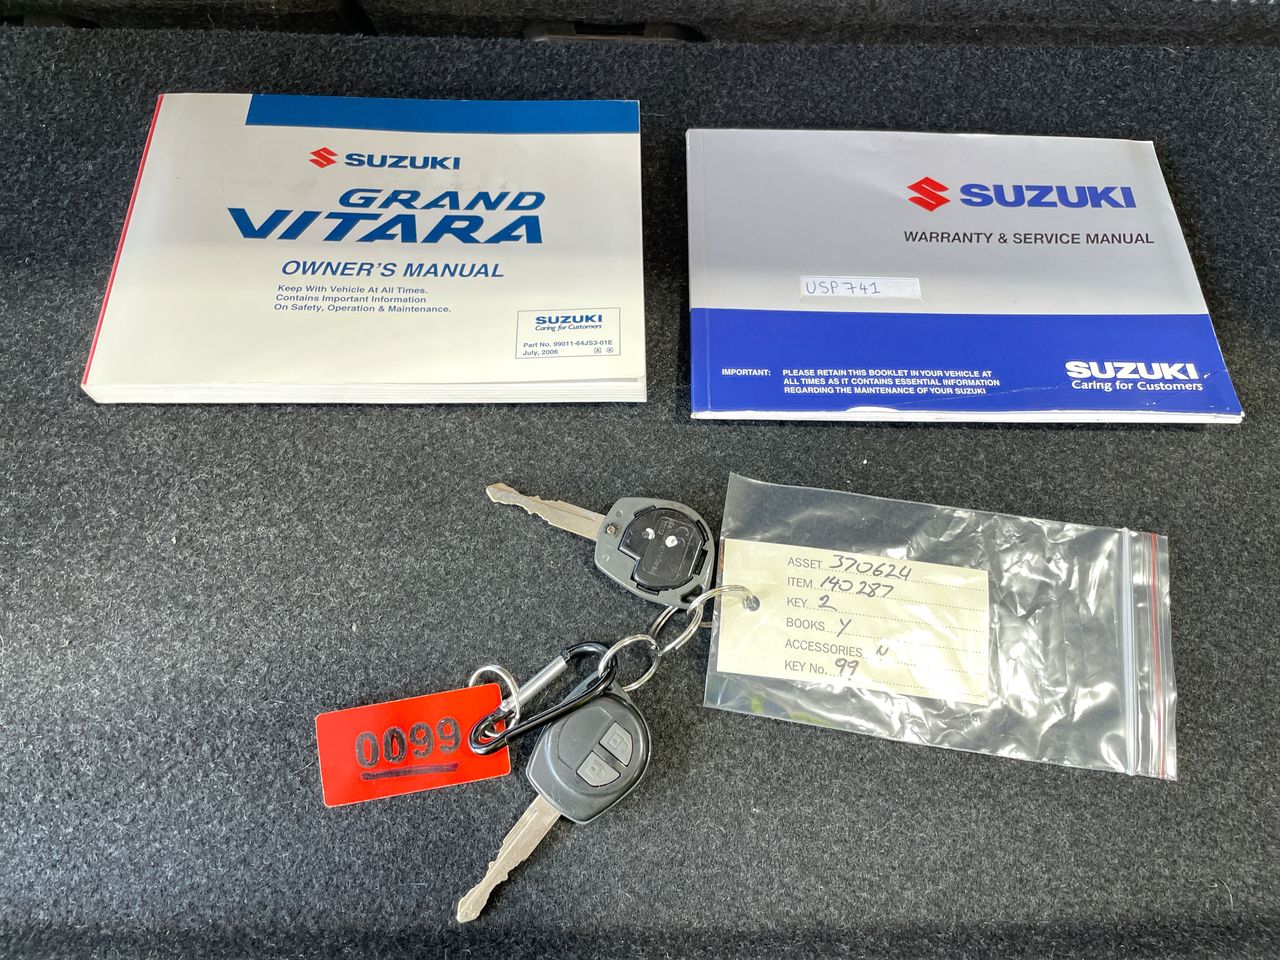 SUZUKI
GRAND
VITARA
OWNER'S MANUAL
Keep With Vehicle At All Times.
Contains Important Information
On Safety, Operation & Maintenance.
SUZUKI
Caring for Customers
Part No. 99011-64JS3-01E
July, 2006
SUZUKI
WARRANTY & SERVICE MANUAL
USP741
IMPORTANT: PLEASE RETAIN THIS BOOKLET IN YOUR VEHICLE AT
ALL TIMES AS IT CONTAINS ESSENTIAL INFORMATION
REGARDING THE MAINTENANCE OF YOUR SUZUKI
SUZUKI
Caring for Customers
ASSET 370624
ITEM 140287
KEY 2
BOOKS Y
ACCESSORIES N
KEY No. 99
0099